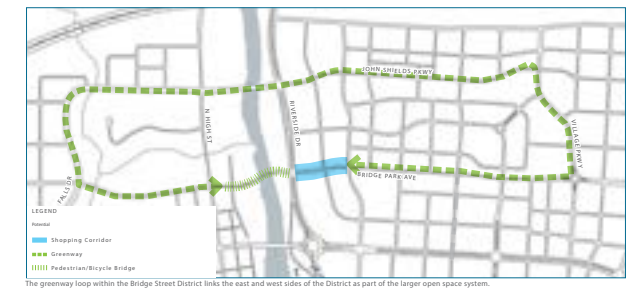 JOHN SHIELDS PKWY
N HIGH ST
RIVERSIDE DR
VILLAGE PKWY
BRIDGE PARK AVE
FALLS DR
LEGEND
Potential
Shopping Corridor
Greenway
Pedestrian/Bicycle Bridge
The greenway loop within the Bridge Street District links the east and west sides of the District as part of the larger open space system.